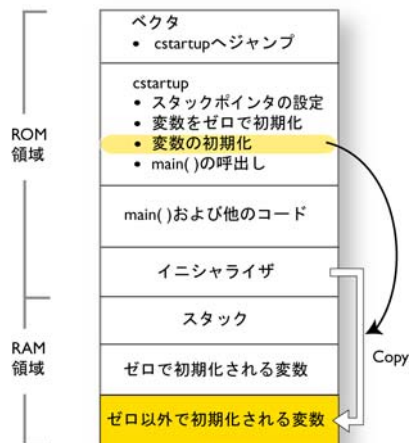 ベクタ
• cstartupへジャンプ
cstartup
• スタックポインタの設定
• 変数をゼロで初期化
• 変数の初期化
• main( )の呼出し
ROM
領域
main( )および他のコード
イニシャライザ
スタック
RAM
領域
Copy
ゼロで初期化される変数
ゼロ以外で初期化される変数